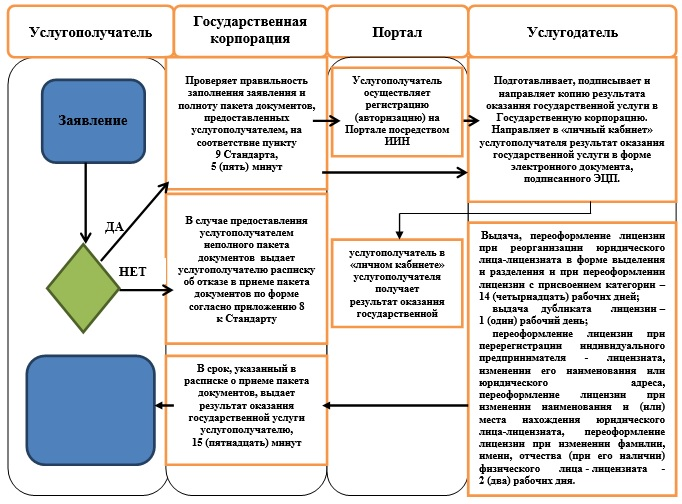 Услугополучатель
Государственная
корпорация
Портал
Услугодатель
Заявление
ДА
НЕТ
Проверяет правильность
заполнения заявления и
полноту пакета документов,
предоставленных
услугополучателем, на
соответствие пункту
9 Стандарта,
5 (пять) минут
Услугополучатель
осуществляет
регистрацию
(авторизацию) на
Портале посредством
ИИН
Подготавливает, подписывает и
направляет копию результата
оказания государственной услуги в
Государственную корпорацию.
Направляет в «личный кабинет»
услугополучателя результат оказания
государственной услуги в форме
электронного документа,
подписанного ЭЦП.
В случае предоставления
услугополучателем
неполного пакета
документов выдает
услугополучателю расписку
об отказе в приеме пакета
документов по форме
согласно приложению 8
к Стандарту
услугополучатель в
«личном кабинете»
услугополучателя
получает
результат оказания
государственной
Выдача, переоформление лицензии
при реорганизации юридического
лица-лицензиата в форме выделения
и разделения и при переоформлении
лицензии с присвоением категории –
14 (четырнадцать) рабочих дней;
выдача дубликата лицензии –
1 (один) рабочий день;
переоформление лицензии при
перерегистрации индивидуального
предпринимателя - лицензиата,
изменении его наименования или
юридического адреса,
переоформление лицензии при
изменении наименования и (или)
места нахождения юридического
лица-лицензиата, переоформление
лицензии при изменении фамилии,
имени, отчества (при его наличии)
физического лица - лицензиата -
2 (два) рабочих дня.
В срок, указанный в
расписке о приеме пакета
документов, выдает
результат оказания
государственной услуги
услугополучателю,
15 (пятнадцать) минут